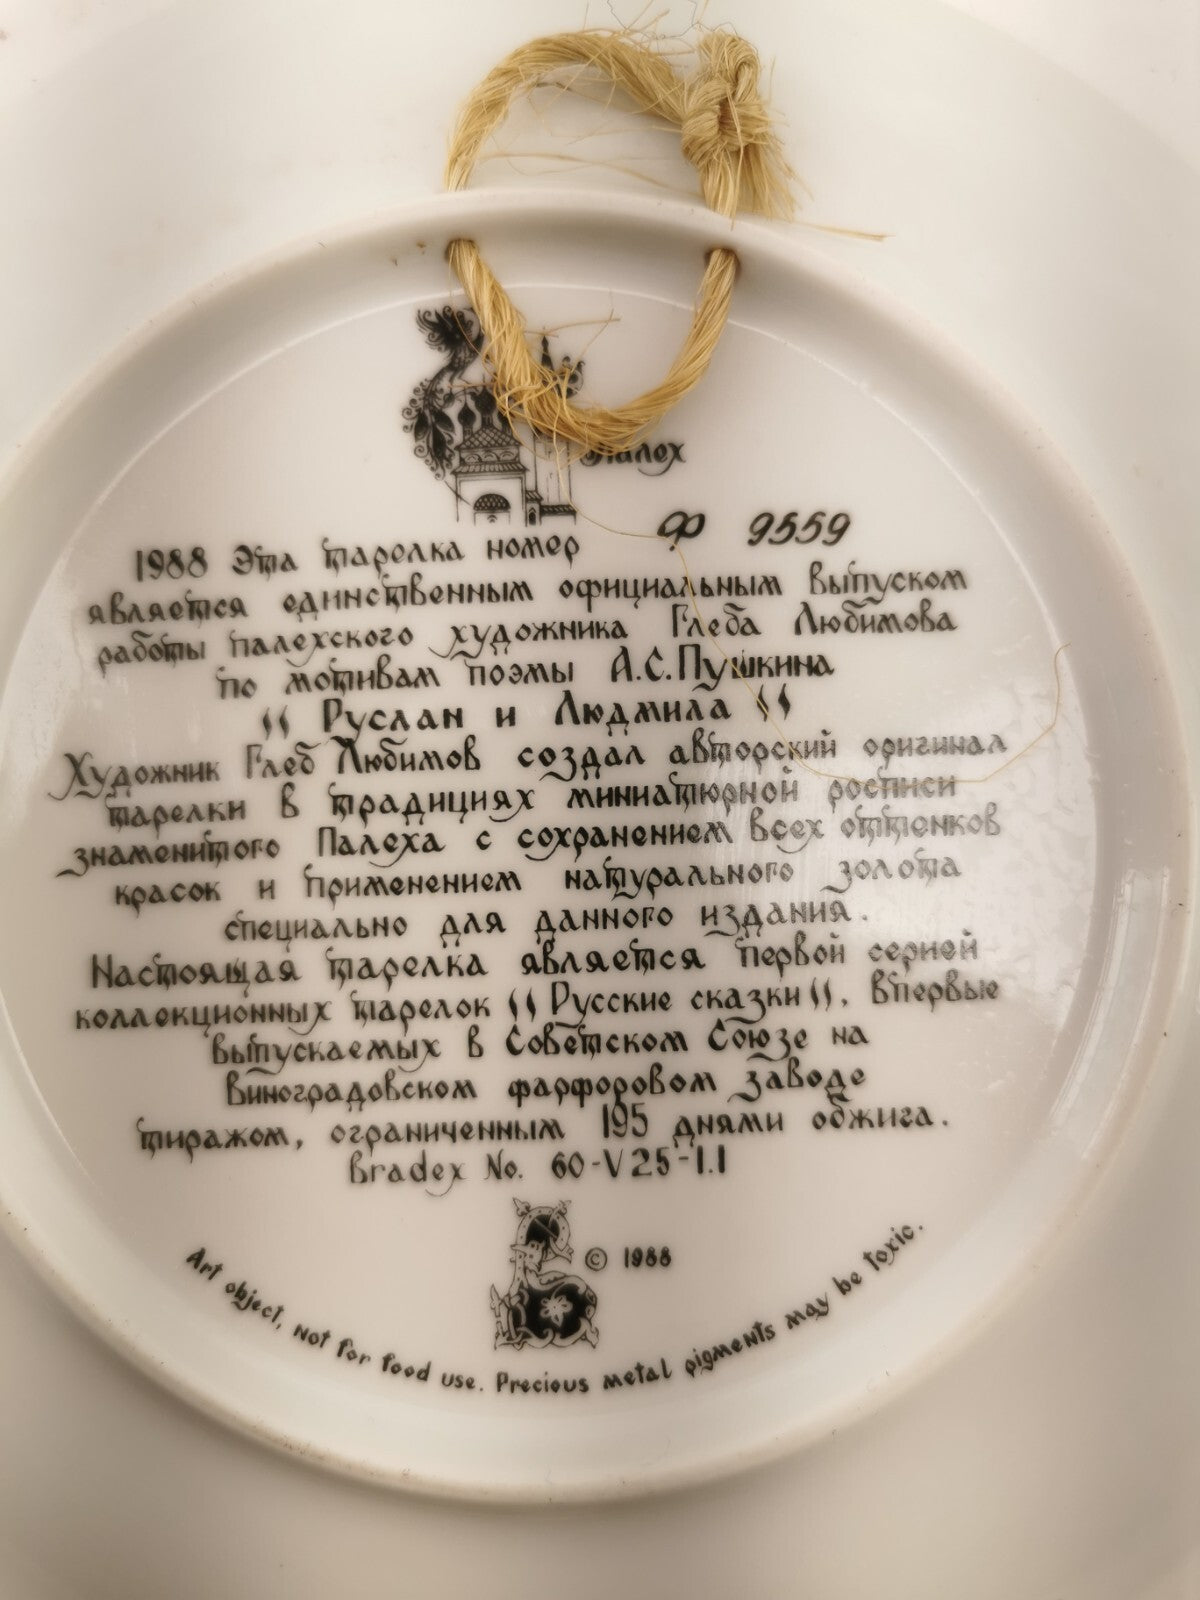 Палех
1988 Эта тарелка номер Ф 9559
является единственным официальным выпуском
работы палехского художника Глеба Любимова
по мотивам поэмы А.С.Пушкина
"Руслан и Людмила"
Художник Глеб Любимов создал авторский оригинал
тарелки в традициях миниатюрной росписи
знаменитого Палеха с сохранением всех оттенков
красок и применением натурального золота
специально для данного издания.
Настоящая тарелка является первой серией
коллекционных тарелок "Русские сказки". Впервые
выпускаемых в Советском Союзе на
Виноградовском фарфоровом заводе
тиражом, ограниченным 195 днями обжига.
Bradex No. 60-V25-1.1
© 1988
Art object, not for food use. Precious metal pigments may be toxic.